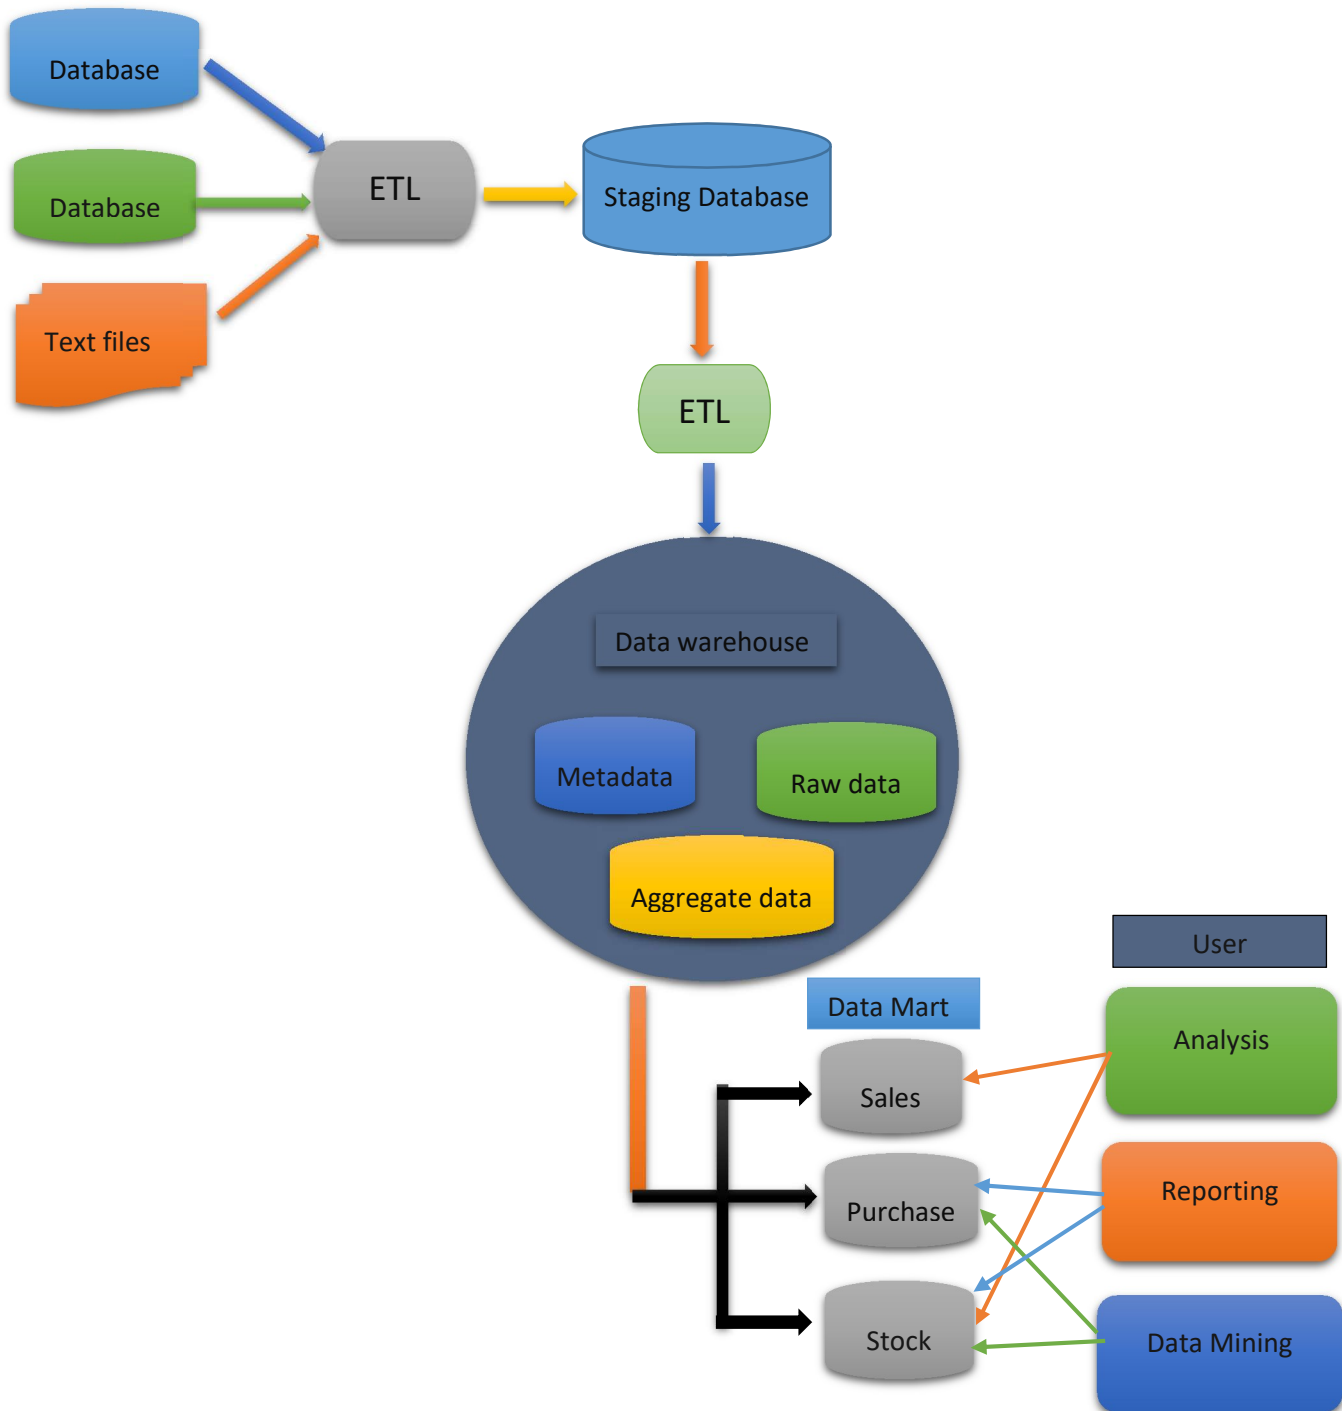 Database
Database
Text files
ETL
Staging Database
ETL
Data warehouse
Metadata
Raw data
Aggregate data
Data Mart
Sales
Purchase
Stock
User
Analysis
Reporting
Data Mining